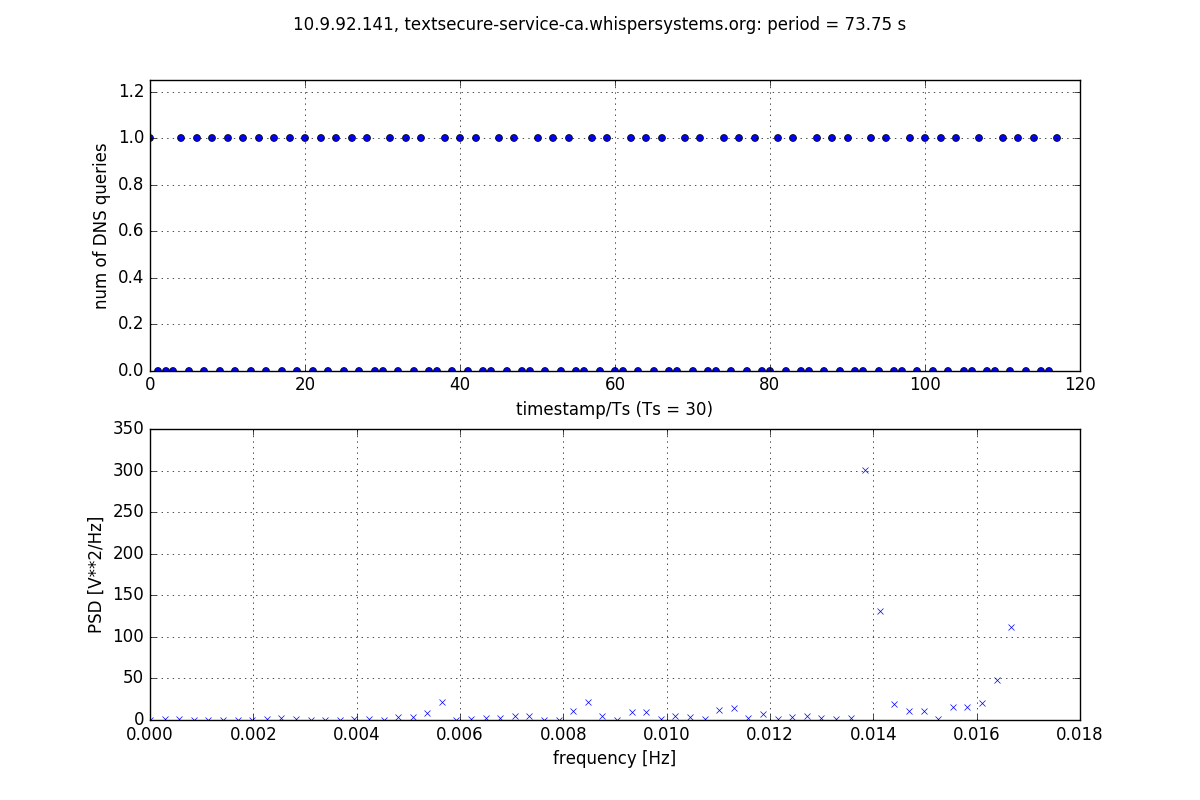 10.9.92.141, textsecure-service-ca.whispersystems.org: period = 73.75 s
1.2
1.0
0.8
0.6
0.4
0.2
0.0
num of DNS queries
0 20 40 60 80 100 120
timestamp/Ts (Ts = 30)
350
300
250
200
150
100
50
0
PSD [V**2/Hz]
0.000 0.002 0.004 0.006 0.008 0.010 0.012 0.014 0.016 0.018
frequency [Hz]